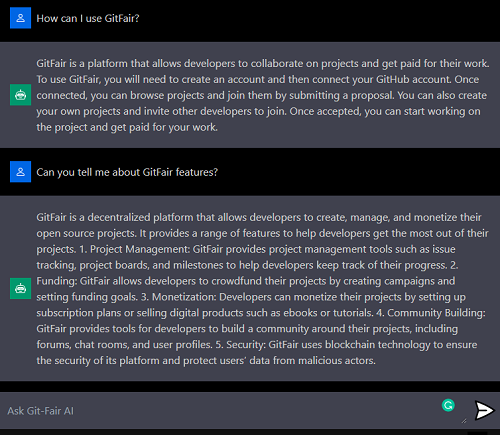 How can I use GitFair?
GitFair is a platform that allows developers to collaborate on projects and get paid for their work.
To use GitFair, you will need to create an account and then connect your GitHub account. Once
connected, you can browse projects and join them by submitting a proposal. You can also create
your own projects and invite other developers to join. Once accepted, you can start working on
the project and get paid for your work.
Can you tell me about GitFair features?
GitFair is a decentralized platform that allows developers to create, manage, and monetize their
open source projects. It provides a range of features to help developers get the most out of their
projects. 1. Project Management: GitFair provides project management tools such as issue
tracking, project boards, and milestones to help developers keep track of their progress. 2.
Funding: GitFair allows developers to crowdfund their projects by creating campaigns and
setting funding goals. 3. Monetization: Developers can monetize their projects by setting up
subscription plans or selling digital products such as ebooks or tutorials. 4. Community Building:
GitFair provides tools for developers to build a community around their projects, including
forums, chat rooms, and user profiles. 5. Security: GitFair uses blockchain technology to ensure
the security of its platform and protect users' data from malicious actors.
Ask Git-Fair AI